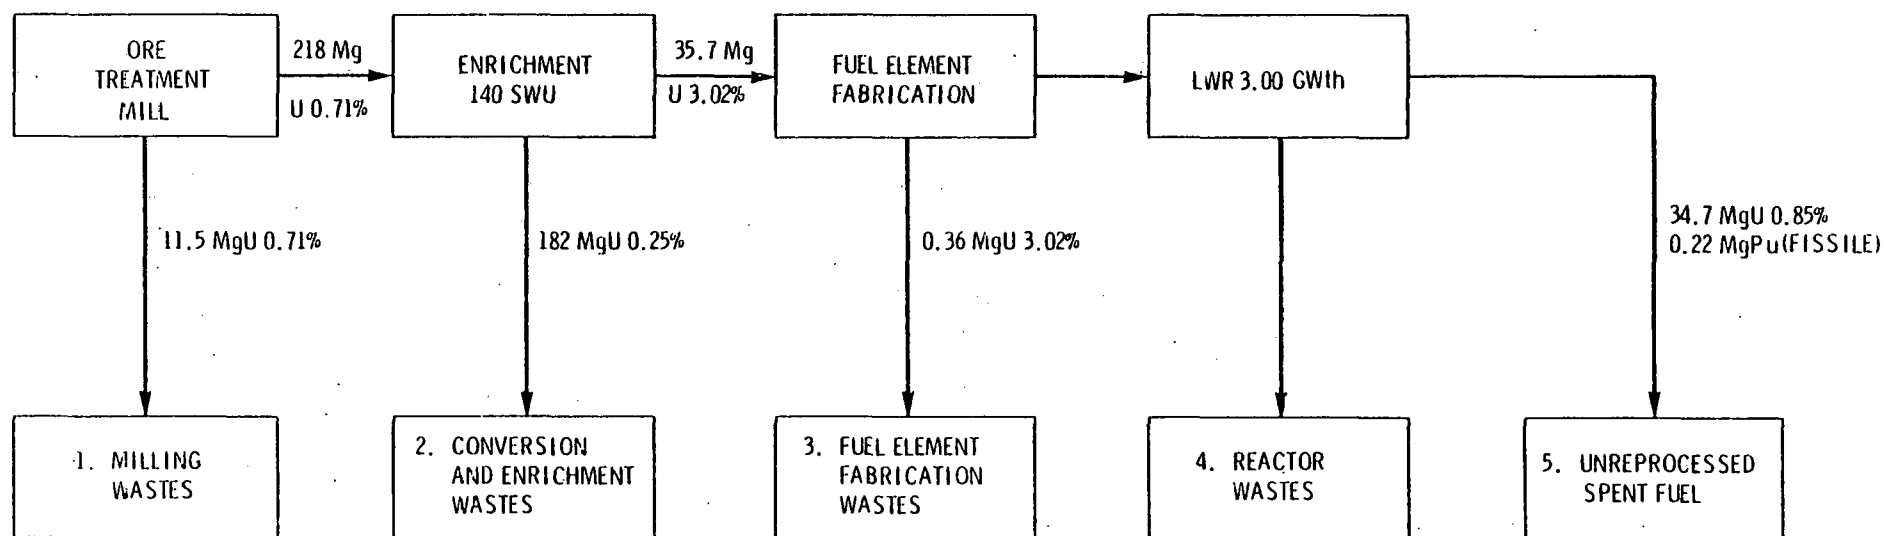 ORE
TREATMENT
MILL
218 Mg
U 0.71%
ENRICHMENT
140 SWU
35.7 Mg
U 3.02%
FUEL ELEMENT
FABRICATION
LWR 3.00 GWth
11.5 MgU 0.71%
182 MgU 0.25%
0.36 MgU 3.02%
34.7 MgU 0.85%
0.22 MgPu(FISSILE)
1. MILLING
WASTES
2. CONVERSION
AND ENRICHMENT
WASTES
3. FUEL ELEMENT
FABRICATION
WASTES
4. REACTOR
WASTES
5. UNREPROCESSED
SPENT FUEL